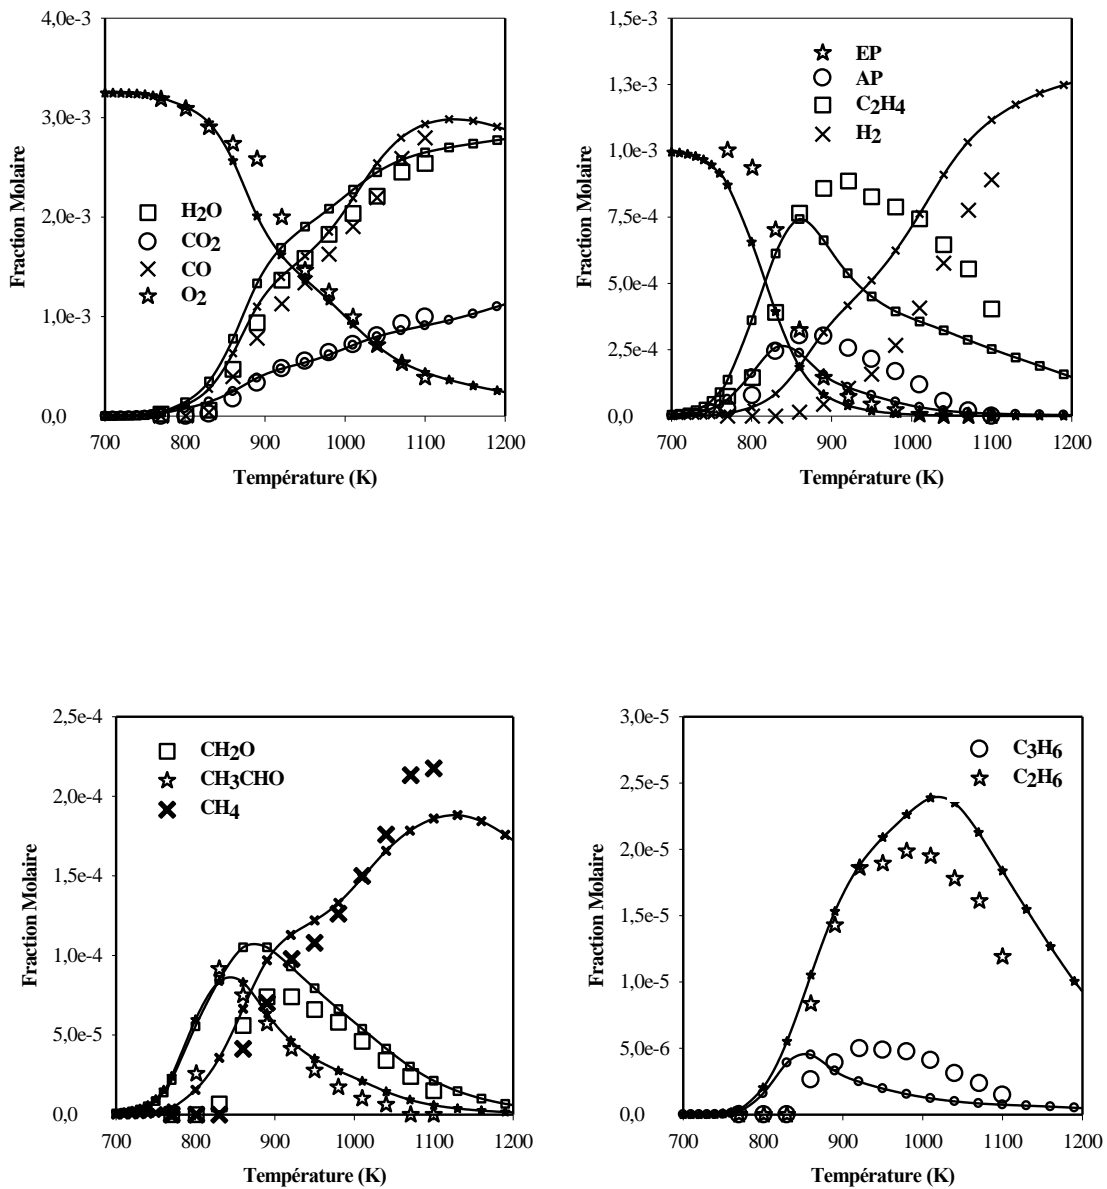 4,0e-3
3,0e-3
2,0e-3
1,0e-3
0,0
Fraction Molaire
H2O
CO2
CO
O2
700 800 900 1000 1100 1200
Température (K)
1,5e-3
1,3e-3
1,0e-3
7,5e-4
5,0e-4
2,5e-4
0,0
Fraction Molaire
EP
AP
C2H4
H2
700 800 900 1000 1100 1200
Température (K)
2,5e-4
2,0e-4
1,5e-4
1,0e-4
5,0e-5
0,0
Fraction Molaire
CH2O
CH3CHO
CH4
700 800 900 1000 1100 1200
Température (K)
3,0e-5
2,5e-5
2,0e-5
1,5e-5
1,0e-5
5,0e-6
0,0
Fraction Molaire
C3H6
C2H6
700 800 900 1000 1100 1200
Température (K)